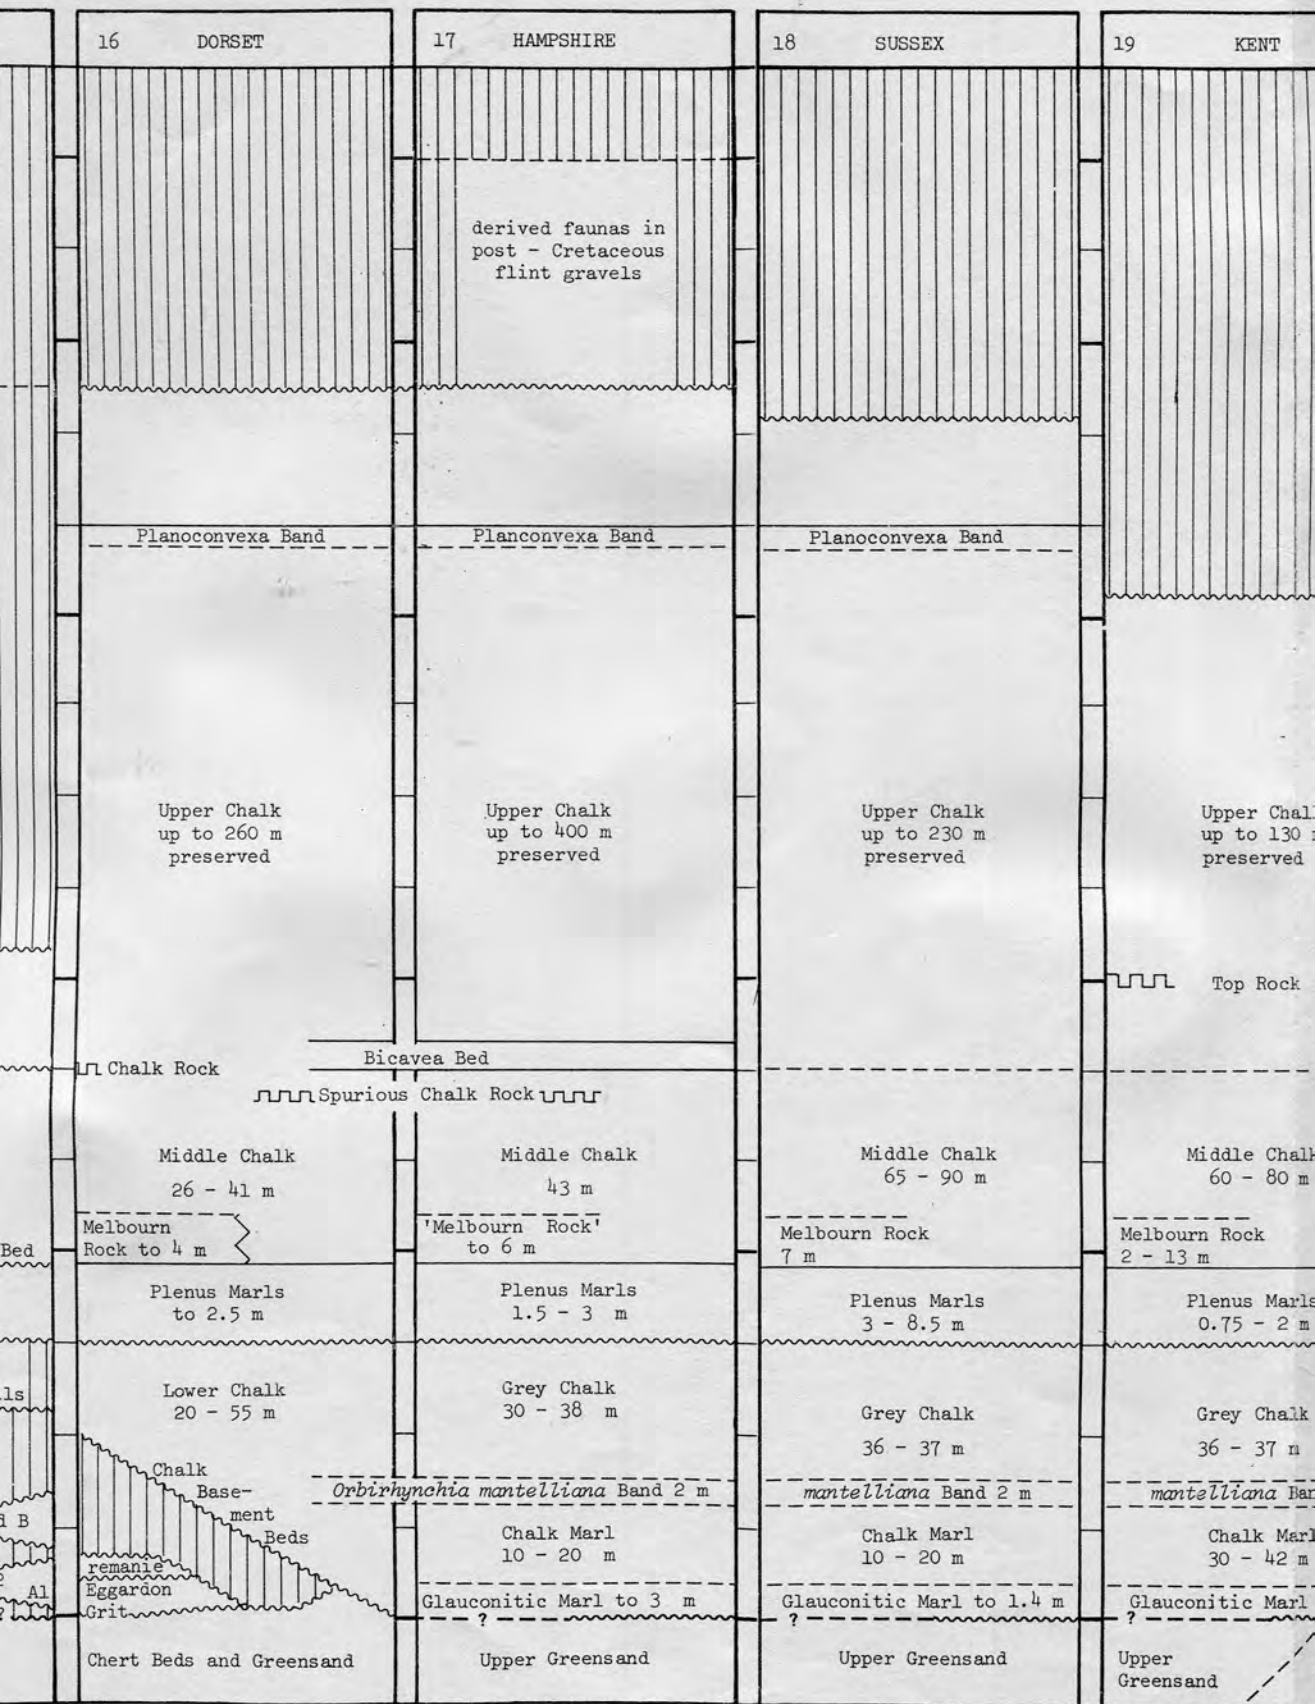 16 DORSET
17 HAMPSHIRE
18 SUSSEX
19 KENT
derived faunas in
post - Cretaceous
flint gravels
Planoconvexa Band
Planconvexa Band
Planoconvexa Band
Upper Chalk
up to 260 m
preserved
Upper Chalk
up to 400 m
preserved
Upper Chalk
up to 230 m
preserved
Upper Chal
up to 130
preserved
Top Rock
Bicavea Bed
Chalk Rock
Spurious Chalk Rock
Middle Chalk
26 - 41 m
Middle Chalk
43 m
Middle Chalk
65 - 90 m
Middle Chalk
60 - 80 m
Bed
Melbourn
Rock to 4 m
'Melbourn Rock'
to 6 m
Melbourn Rock
7 m
Melbourn Rock
2 - 13 m
Plenus Marls
to 2.5 m
Plenus Marls
1.5 - 3 m
Plenus Marls
3 - 8.5 m
Plenus Marls
0.75 - 2 m
ls
Lower Chalk
20 - 55 m
Grey Chalk
30 - 38 m
Grey Chalk
36 - 37 m
Grey Chalk
36 - 37 m
Chalk
Base-
ment
Beds
Orbirhynchia mantelliana Band 2 m
mantelliana Band 2 m
mantelliana Ban
B
Chalk Marl
10 - 20 m
Chalk Marl
10 - 20 m
Chalk Marl
30 - 42 m
remanié
Eggardon
Grit
A1
?
Glauconitic Marl to 3 m
?
Glauconitic Marl to 1.4 m
?
Glauconitic Marl
?
Chert Beds and Greensand
Upper Greensand
Upper Greensand
Upper
Greensand